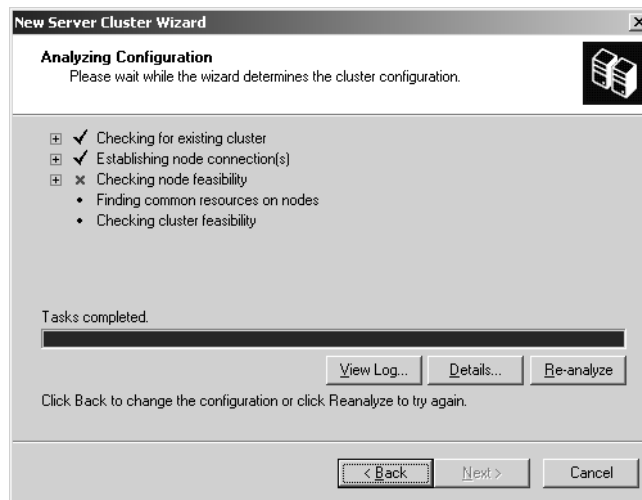 New Server Cluster Wizard
Analyzing Configuration
Please wait while the wizard determines the cluster configuration.
Checking for existing cluster
Establishing node connection(s)
Checking node feasibility
Finding common resources on nodes
Checking cluster feasibility
Tasks completed.
View Log... Details... Re-analyze
Click Back to change the configuration or click Reanalyze to try again.
< Back Next > Cancel